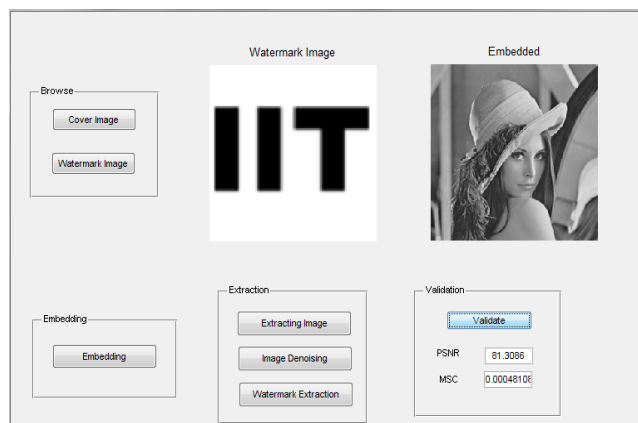 Watermark Image
Embedded
Browse
Cover Image
Watermark Image
IIT
Embedding
Embedding
Extraction
Extracting Image
Image Denoising
Watermark Extraction
Validation
Validate
PSNR 81.3086
MSC 0.00048106